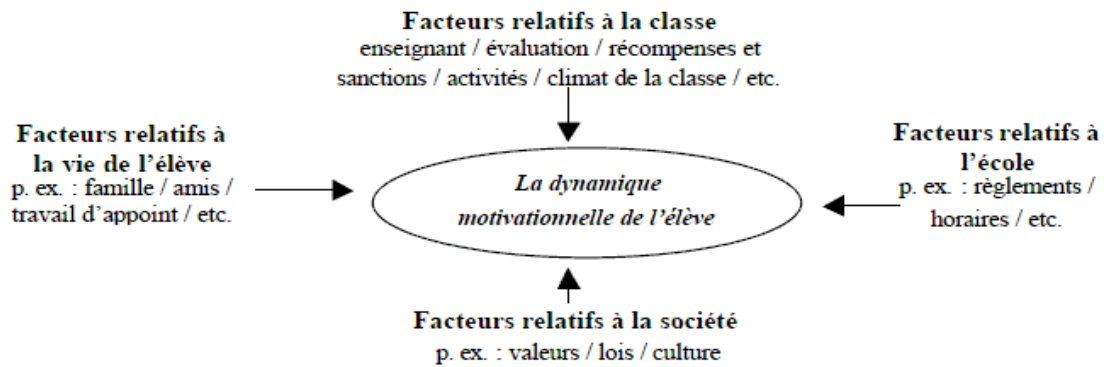 Facteurs relatifs à la classe
enseignant / évaluation / récompenses et
sanctions / activités / climat de la classe / etc.
Facteurs relatifs à
la vie de l'élève
p. ex. : famille / amis /
travail d'appoint / etc.
La dynamique
motivationnelle de l'élève
Facteurs relatifs à
l'école
p. ex. : règlements /
horaires / etc.
Facteurs relatifs à la société
p. ex. : valeurs / lois / culture